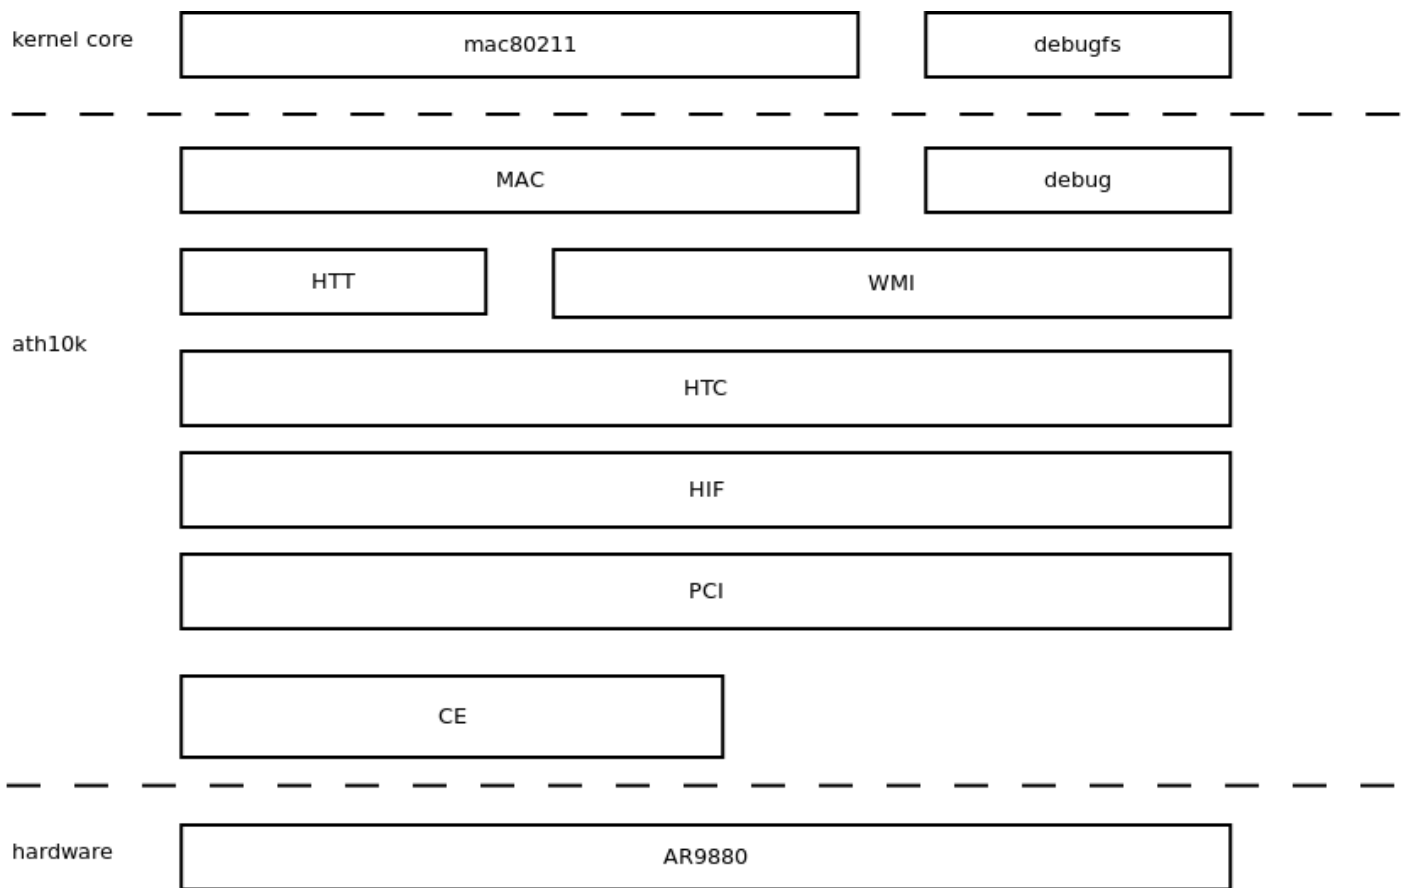 kernel core
mac80211
debugfs
MAC
debug
HTT
WMI
ath10k
HTC
HIF
PCI
CE
hardware
AR9880